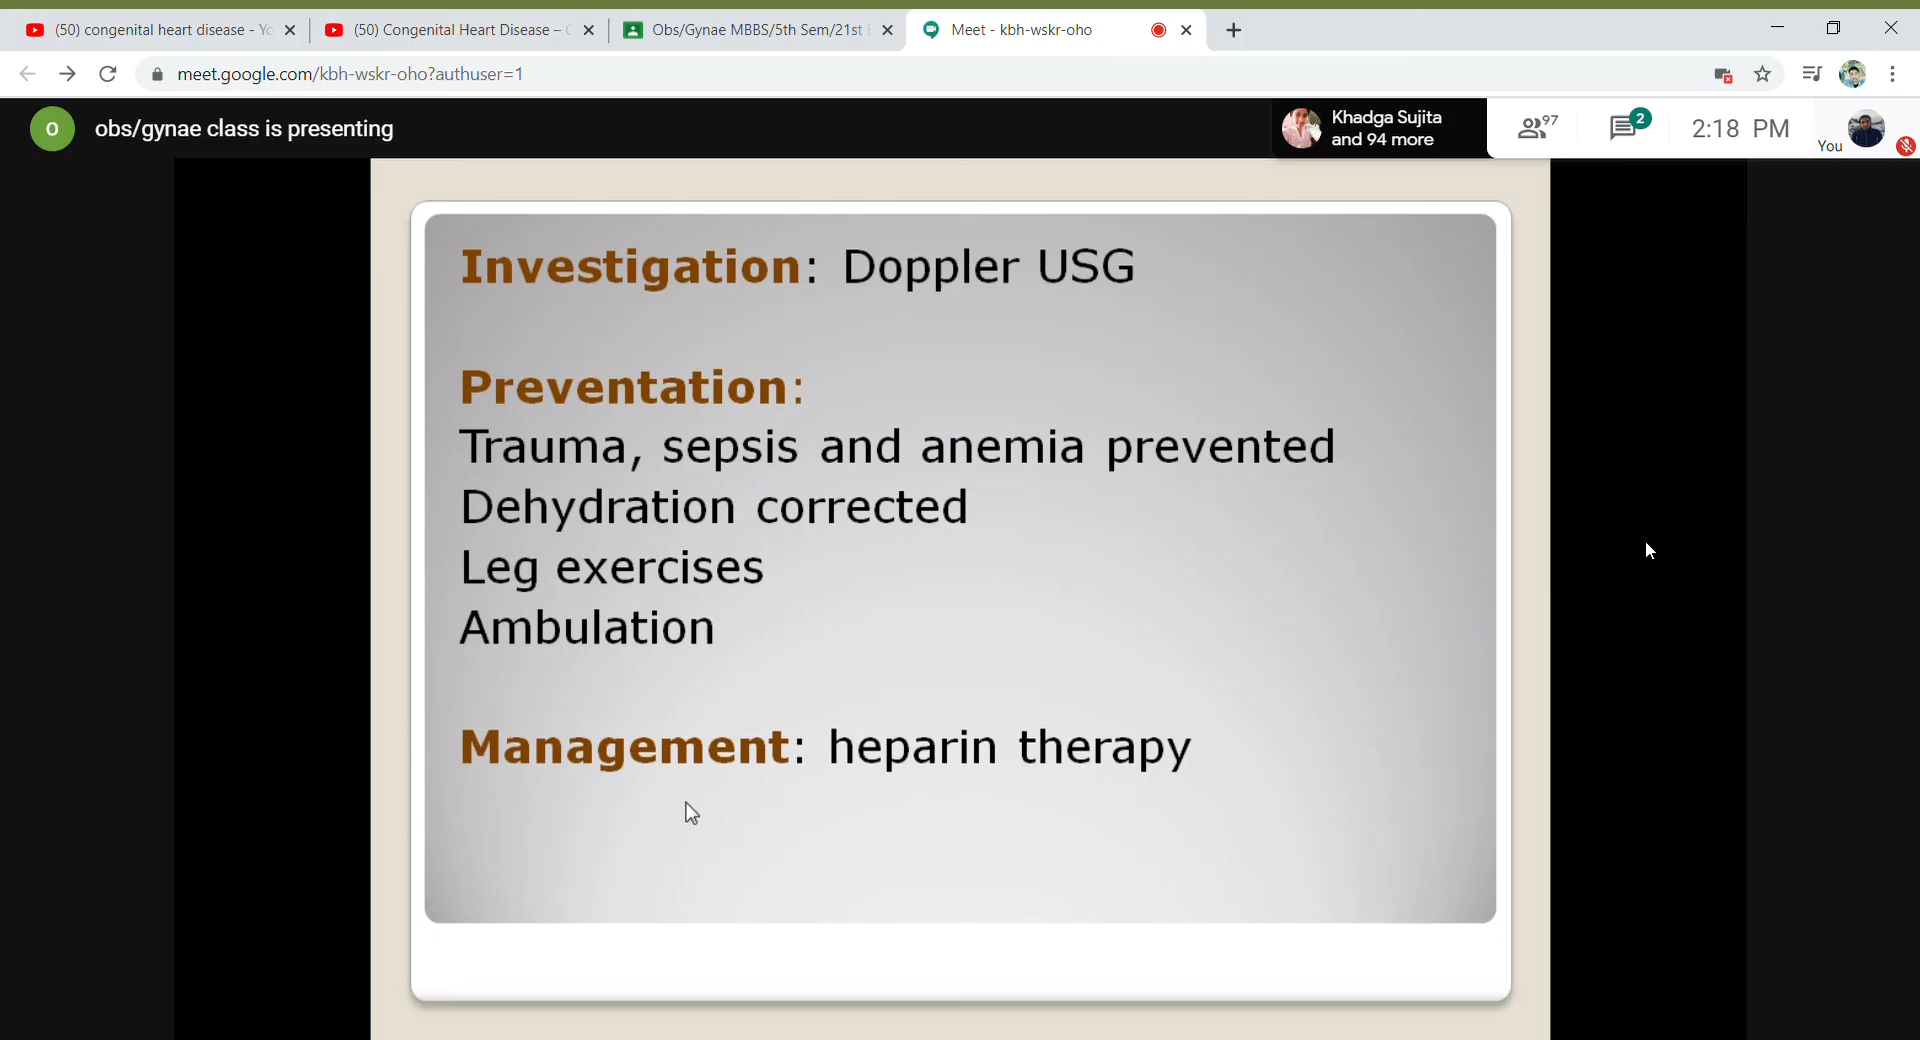 (50) congenital heart disease - Yo
(50) Congenital Heart Disease –
Obs/Gynae MBBS/5th Sem/21st
Meet - kbh-wskr-oho
meet.google.com/kbh-wskr-oho?authuser=1
O
obs/gynae class is presenting
Khadga Sujita
and 94 more
97
2
2:18 PM
You
Investigation: Doppler USG
Preventation:
Trauma, sepsis and anemia prevented
Dehydration corrected
Leg exercises
Ambulation
Management: heparin therapy